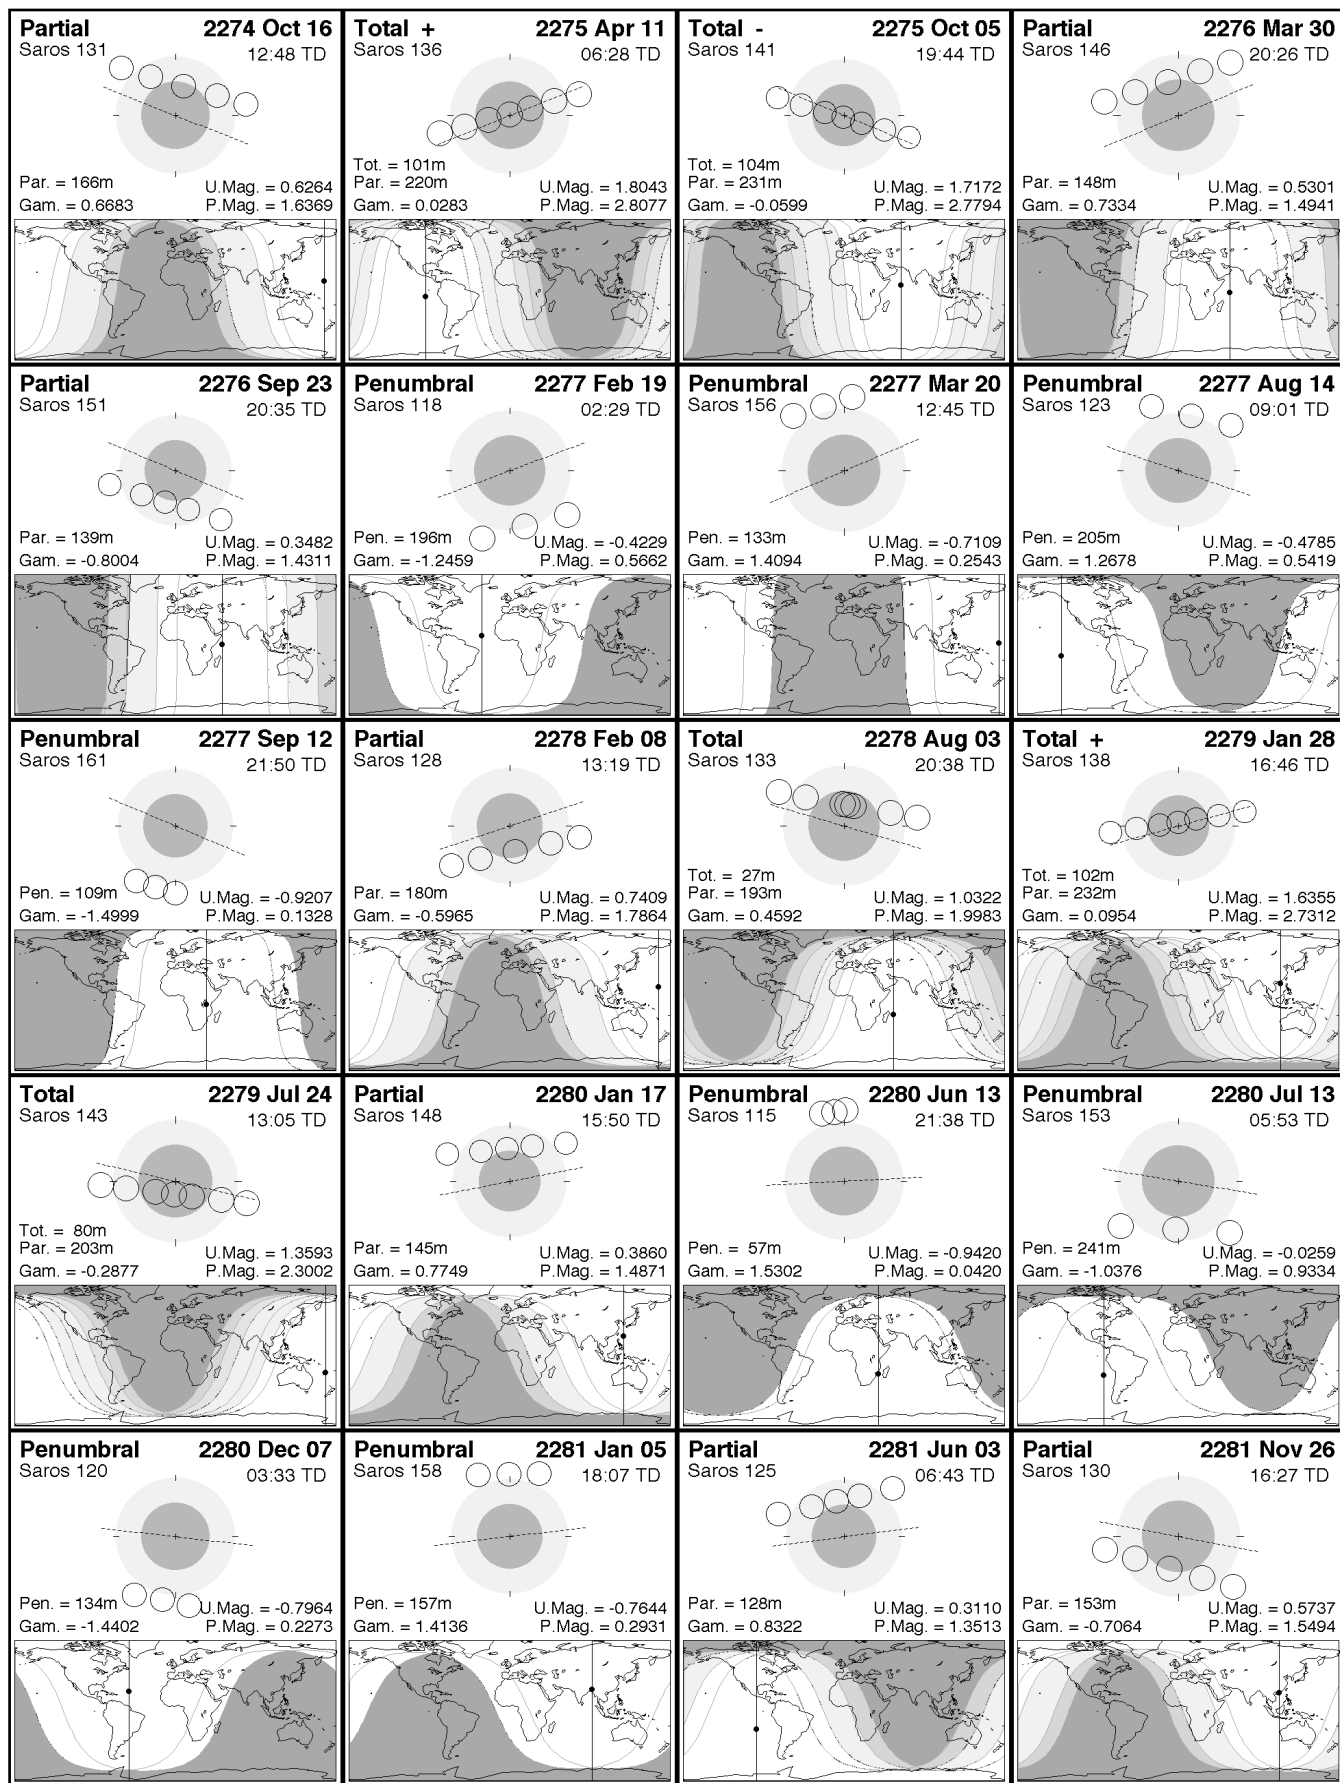 Partial 2274 Oct 16
Saros 131 12:48 TD
Par. = 166m U.Mag. = 0.6264
Gam. = 0.6683 P.Mag. = 1.6369
Total + 2275 Apr 11
Saros 136 06:28 TD
Tot. = 101m
Par. = 220m U.Mag. = 1.8043
Gam. = 0.0283 P.Mag. = 2.8077
Total - 2275 Oct 05
Saros 141 19:44 TD
Tot. = 104m
Par. = 231m U.Mag. = 1.7172
Gam. = -0.0599 P.Mag. = 2.7794
Partial 2276 Mar 30
Saros 146 20:26 TD
Par. = 148m U.Mag. = 0.5301
Gam. = 0.7334 P.Mag. = 1.4941
Partial 2276 Sep 23
Saros 151 20:35 TD
Par. = 139m U.Mag. = 0.3482
Gam. = -0.8004 P.Mag. = 1.4311
Penumbral 2277 Feb 19
Saros 118 02:29 TD
Pen. = 196m U.Mag. = -0.4229
Gam. = -1.2459 P.Mag. = 0.5662
Penumbral 2277 Mar 20
Saros 156 12:45 TD
Pen. = 133m U.Mag. = -0.7109
Gam. = 1.4094 P.Mag. = 0.2543
Penumbral 2277 Aug 14
Saros 123 09:01 TD
Pen. = 205m U.Mag. = -0.4785
Gam. = 1.2678 P.Mag. = 0.5419
Penumbral 2277 Sep 12
Saros 161 21:50 TD
Pen. = 109m U.Mag. = -0.9207
Gam. = -1.4999 P.Mag. = 0.1328
Partial 2278 Feb 08
Saros 128 13:19 TD
Par. = 180m U.Mag. = 0.7409
Gam. = -0.5965 P.Mag. = 1.7864
Total 2278 Aug 03
Saros 133 20:38 TD
Tot. = 27m
Par. = 193m U.Mag. = 1.0322
Gam. = 0.4592 P.Mag. = 1.9983
Total + 2279 Jan 28
Saros 138 16:46 TD
Tot. = 102m
Par. = 232m U.Mag. = 1.6355
Gam. = 0.0954 P.Mag. = 2.7312
Total 2279 Jul 24
Saros 143 13:05 TD
Tot. = 80m
Par. = 203m U.Mag. = 1.3593
Gam. = -0.2877 P.Mag. = 2.3002
Partial 2280 Jan 17
Saros 148 15:50 TD
Par. = 145m U.Mag. = 0.3860
Gam. = 0.7749 P.Mag. = 1.4871
Penumbral 2280 Jun 13
Saros 115 21:38 TD
Pen. = 57m U.Mag. = -0.9420
Gam. = 1.5302 P.Mag. = 0.0420
Penumbral 2280 Jul 13
Saros 153 05:53 TD
Pen. = 241m U.Mag. = -0.0259
Gam. = -1.0376 P.Mag. = 0.9334
Penumbral 2280 Dec 07
Saros 120 03:33 TD
Pen. = 134m U.Mag. = -0.7964
Gam. = -1.4402 P.Mag. = 0.2273
Penumbral 2281 Jan 05
Saros 158 18:07 TD
Pen. = 157m U.Mag. = -0.7644
Gam. = 1.4136 P.Mag. = 0.2931
Partial 2281 Jun 03
Saros 125 06:43 TD
Par. = 128m U.Mag. = 0.3110
Gam. = 0.8322 P.Mag. = 1.3513
Partial 2281 Nov 26
Saros 130 16:27 TD
Par. = 153m U.Mag. = 0.5737
Gam. = -0.7064 P.Mag. = 1.5494